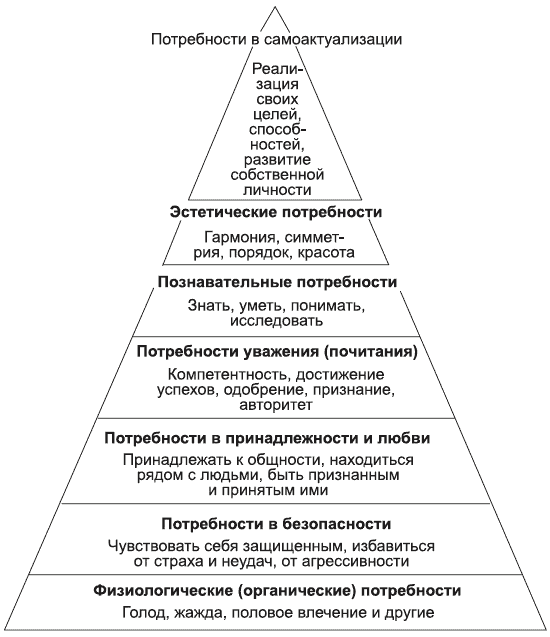 Потребности в самоактуализации
Реали-
зация
своих
целей,
способ-
ностей,
развитие
собственной
личности
Эстетические потребности
Гармония, симмет-
рия, порядок, красота
Познавательные потребности
Знать, уметь, понимать,
исследовать
Потребности уважения (почитания)
Компетентность, достижение
успехов, одобрение, признание,
авторитет
Потребности в принадлежности и любви
Принадлежать к общности, находиться
рядом с людьми, быть признанным
и принятым ими
Потребности в безопасности
Чувствовать себя защищенным, избавиться
от страха и неудач, от агрессивности
Физиологические (органические) потребности
Голод, жажда, половое влечение и другие